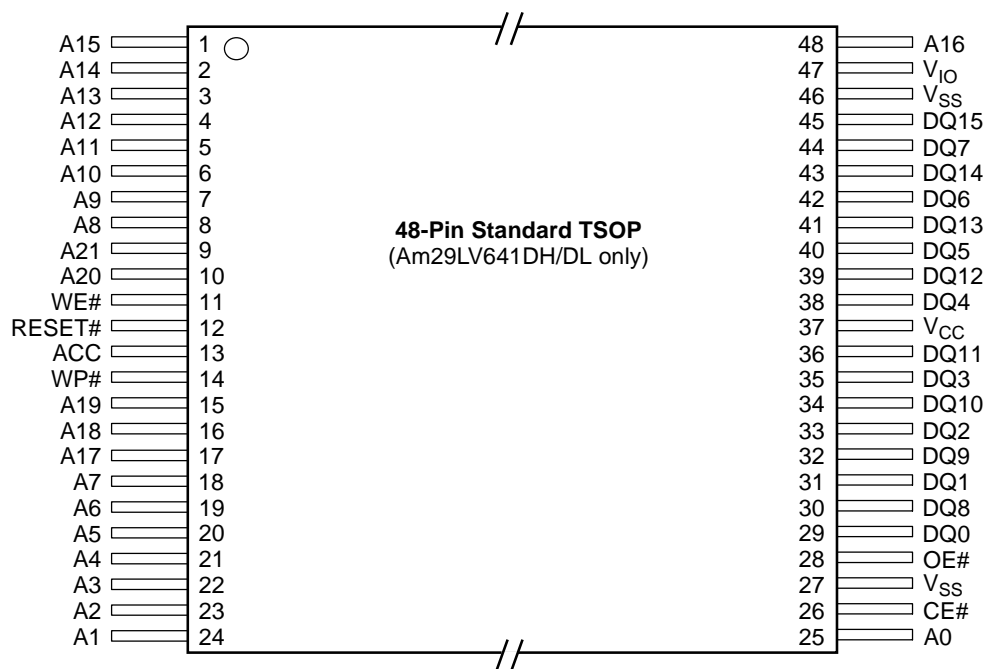 A15 1 48 A16
A14 2 47 VIO
A13 3 46 VSS
A12 4 45 DQ15
A11 5 44 DQ7
A10 6 43 DQ14
A9 7 42 DQ6
A8 8 41 DQ13
48-Pin Standard TSOP
(Am29LV641DH/DL only)
A21 9 40 DQ5
A20 10 39 DQ12
WE# 11 38 DQ4
RESET# 12 37 VCC
ACC 13 36 DQ11
WP# 14 35 DQ3
A19 15 34 DQ10
A18 16 33 DQ2
A17 17 32 DQ9
A7 18 31 DQ1
A6 19 30 DQ8
A5 20 29 DQ0
A4 21 28 OE#
A3 22 27 VSS
A2 23 26 CE#
A1 24 25 A0